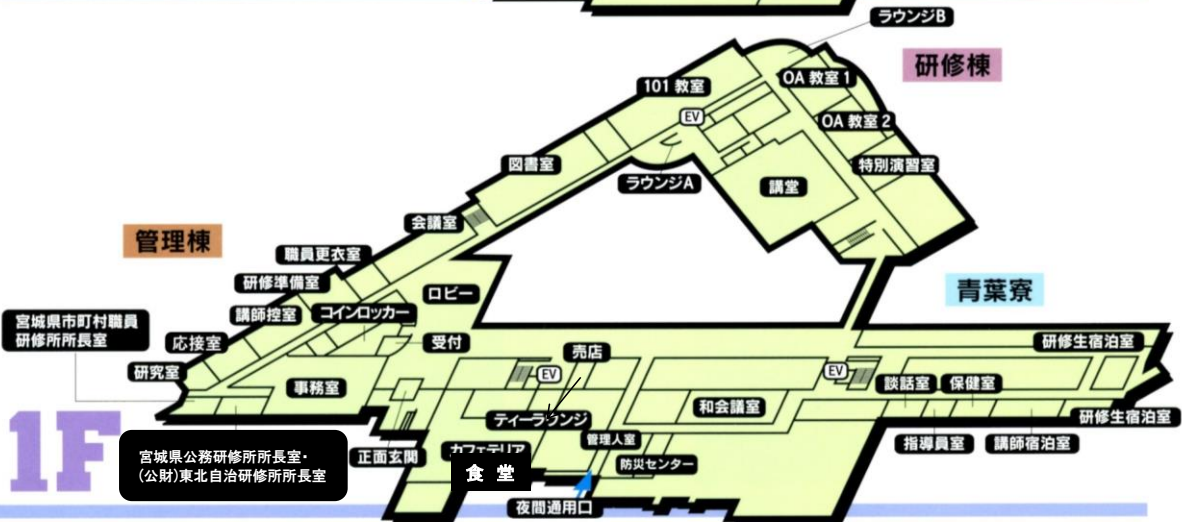 ラウンジB
研修棟
101 教室
OA 教室 1
EV
OA 教室 2
図書室
特別演習室
ラウンジA
講堂
会議室
管理棟
職員更衣室
研修準備室
ロビー
青葉寮
講師控室
コインロッカー
宮城県市町村職員
研修所所長室
応接室
受付
研修生宿泊室
売店
研究室
EV
EV
事務室
談話室
保健室
和会議室
ティーラウンジ
研修生宿泊室
1F
管理人室
指導員室
講師宿泊室
カフェテリア
宮城県公務研修所所長室・
(公財)東北自治研修所所長室
正面玄関
食 堂
防災センター
夜間通用口